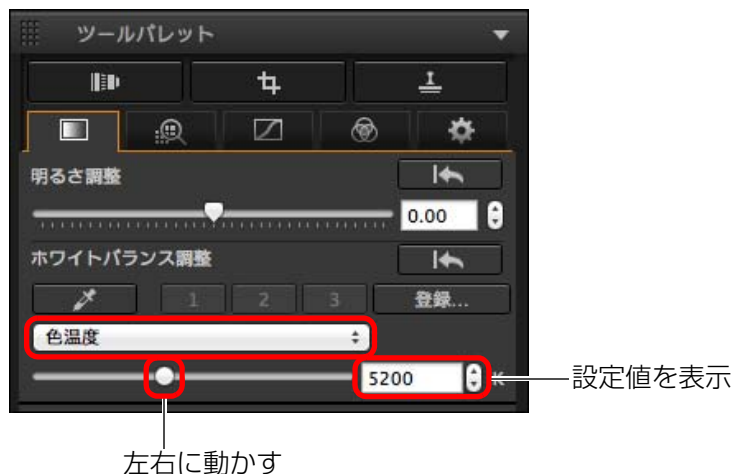 ツールパレット
明るさ調整
0.00
ホワイトバランス調整
1 2 3 登録...
色温度
5200 K
設定値を表示
左右に動かす